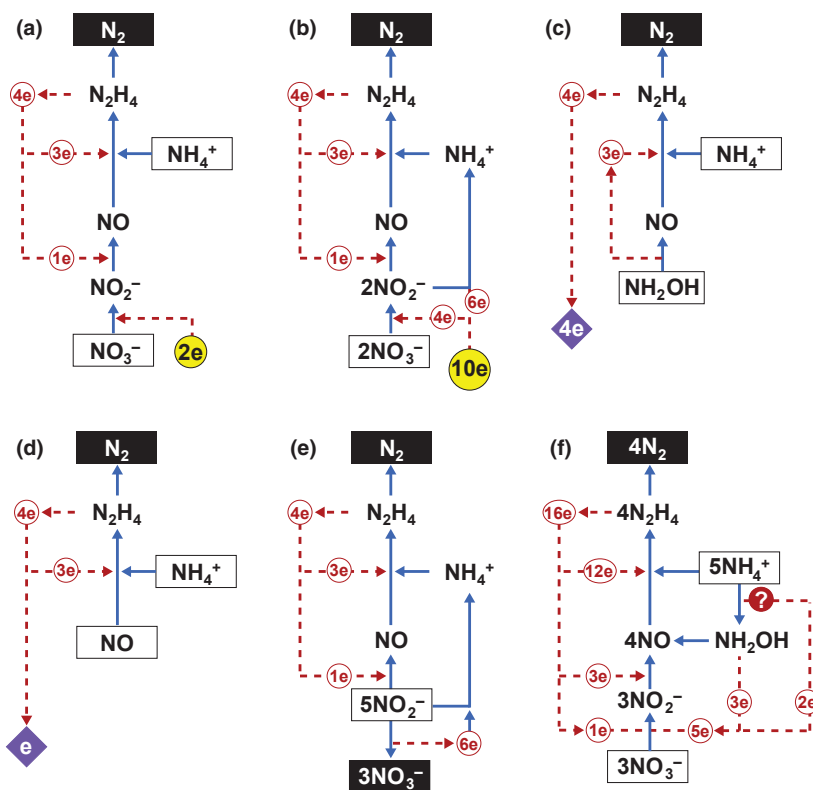 (a)
N₂
4e
N₂H₄
3e
NH₄⁺
NO
1e
NO₂⁻
NO₃⁻
2e
(b)
N₂
4e
N₂H₄
3e
NH₄⁺
NO
1e
2NO₂⁻
6e
4e
2NO₃⁻
10e
(c)
N₂
4e
N₂H₄
3e
NH₄⁺
NO
NH₂OH
4e
(d)
N₂
4e
N₂H₄
3e
NH₄⁺
NO
e
(e)
N₂
4e
N₂H₄
3e
NH₄⁺
NO
1e
5NO₂⁻
6e
3NO₃⁻
(f)
4N₂
16e
4N₂H₄
12e
5NH₄⁺
?
4NO
NH₂OH
3e
3NO₂⁻
3e
2e
1e
5e
3NO₃⁻